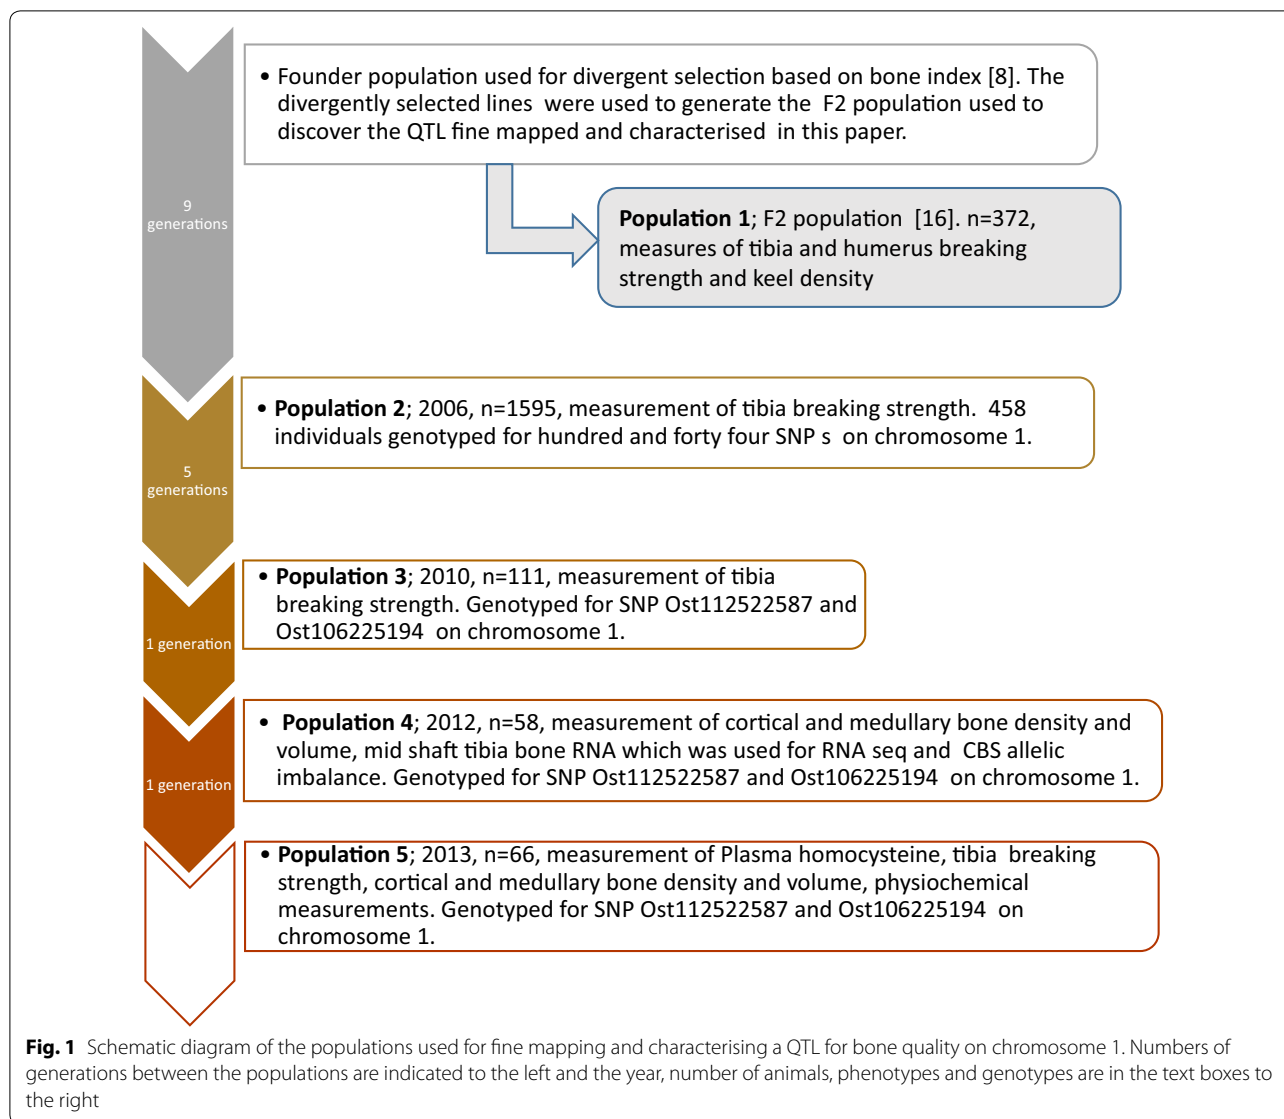 • Founder population used for divergent selection based on bone index [8]. The
divergently selected lines were used to generate the F2 population used to
discover the QTL fine mapped and characterised in this paper.
9
generations
Population 1; F2 population [16]. n=372,
measures of tibia and humerus breaking
strength and keel density
• Population 2; 2006, n=1595, measurement of tibia breaking strength. 458
individuals genotyped for hundred and forty four SNP s on chromosome 1.
5
generations
• Population 3; 2010, n=111, measurement of tibia
breaking strength. Genotyped for SNP Ost112522587 and
Ost106225194 on chromosome 1.
1 generation
• Population 4; 2012, n=58, measurement of cortical and medullary bone density and
volume, mid shaft tibia bone RNA which was used for RNA seq and CBS allelic
imbalance. Genotyped for SNP Ost112522587 and Ost106225194 on chromosome 1.
1 generation
• Population 5; 2013, n=66, measurement of Plasma homocysteine, tibia breaking
strength, cortical and medullary bone density and volume, physiochemical
measurements. Genotyped for SNP Ost112522587 and Ost106225194 on
chromosome 1.
Fig. 1 Schematic diagram of the populations used for fine mapping and characterising a QTL for bone quality on chromosome 1. Numbers of
generations between the populations are indicated to the left and the year, number of animals, phenotypes and genotypes are in the text boxes to
the right